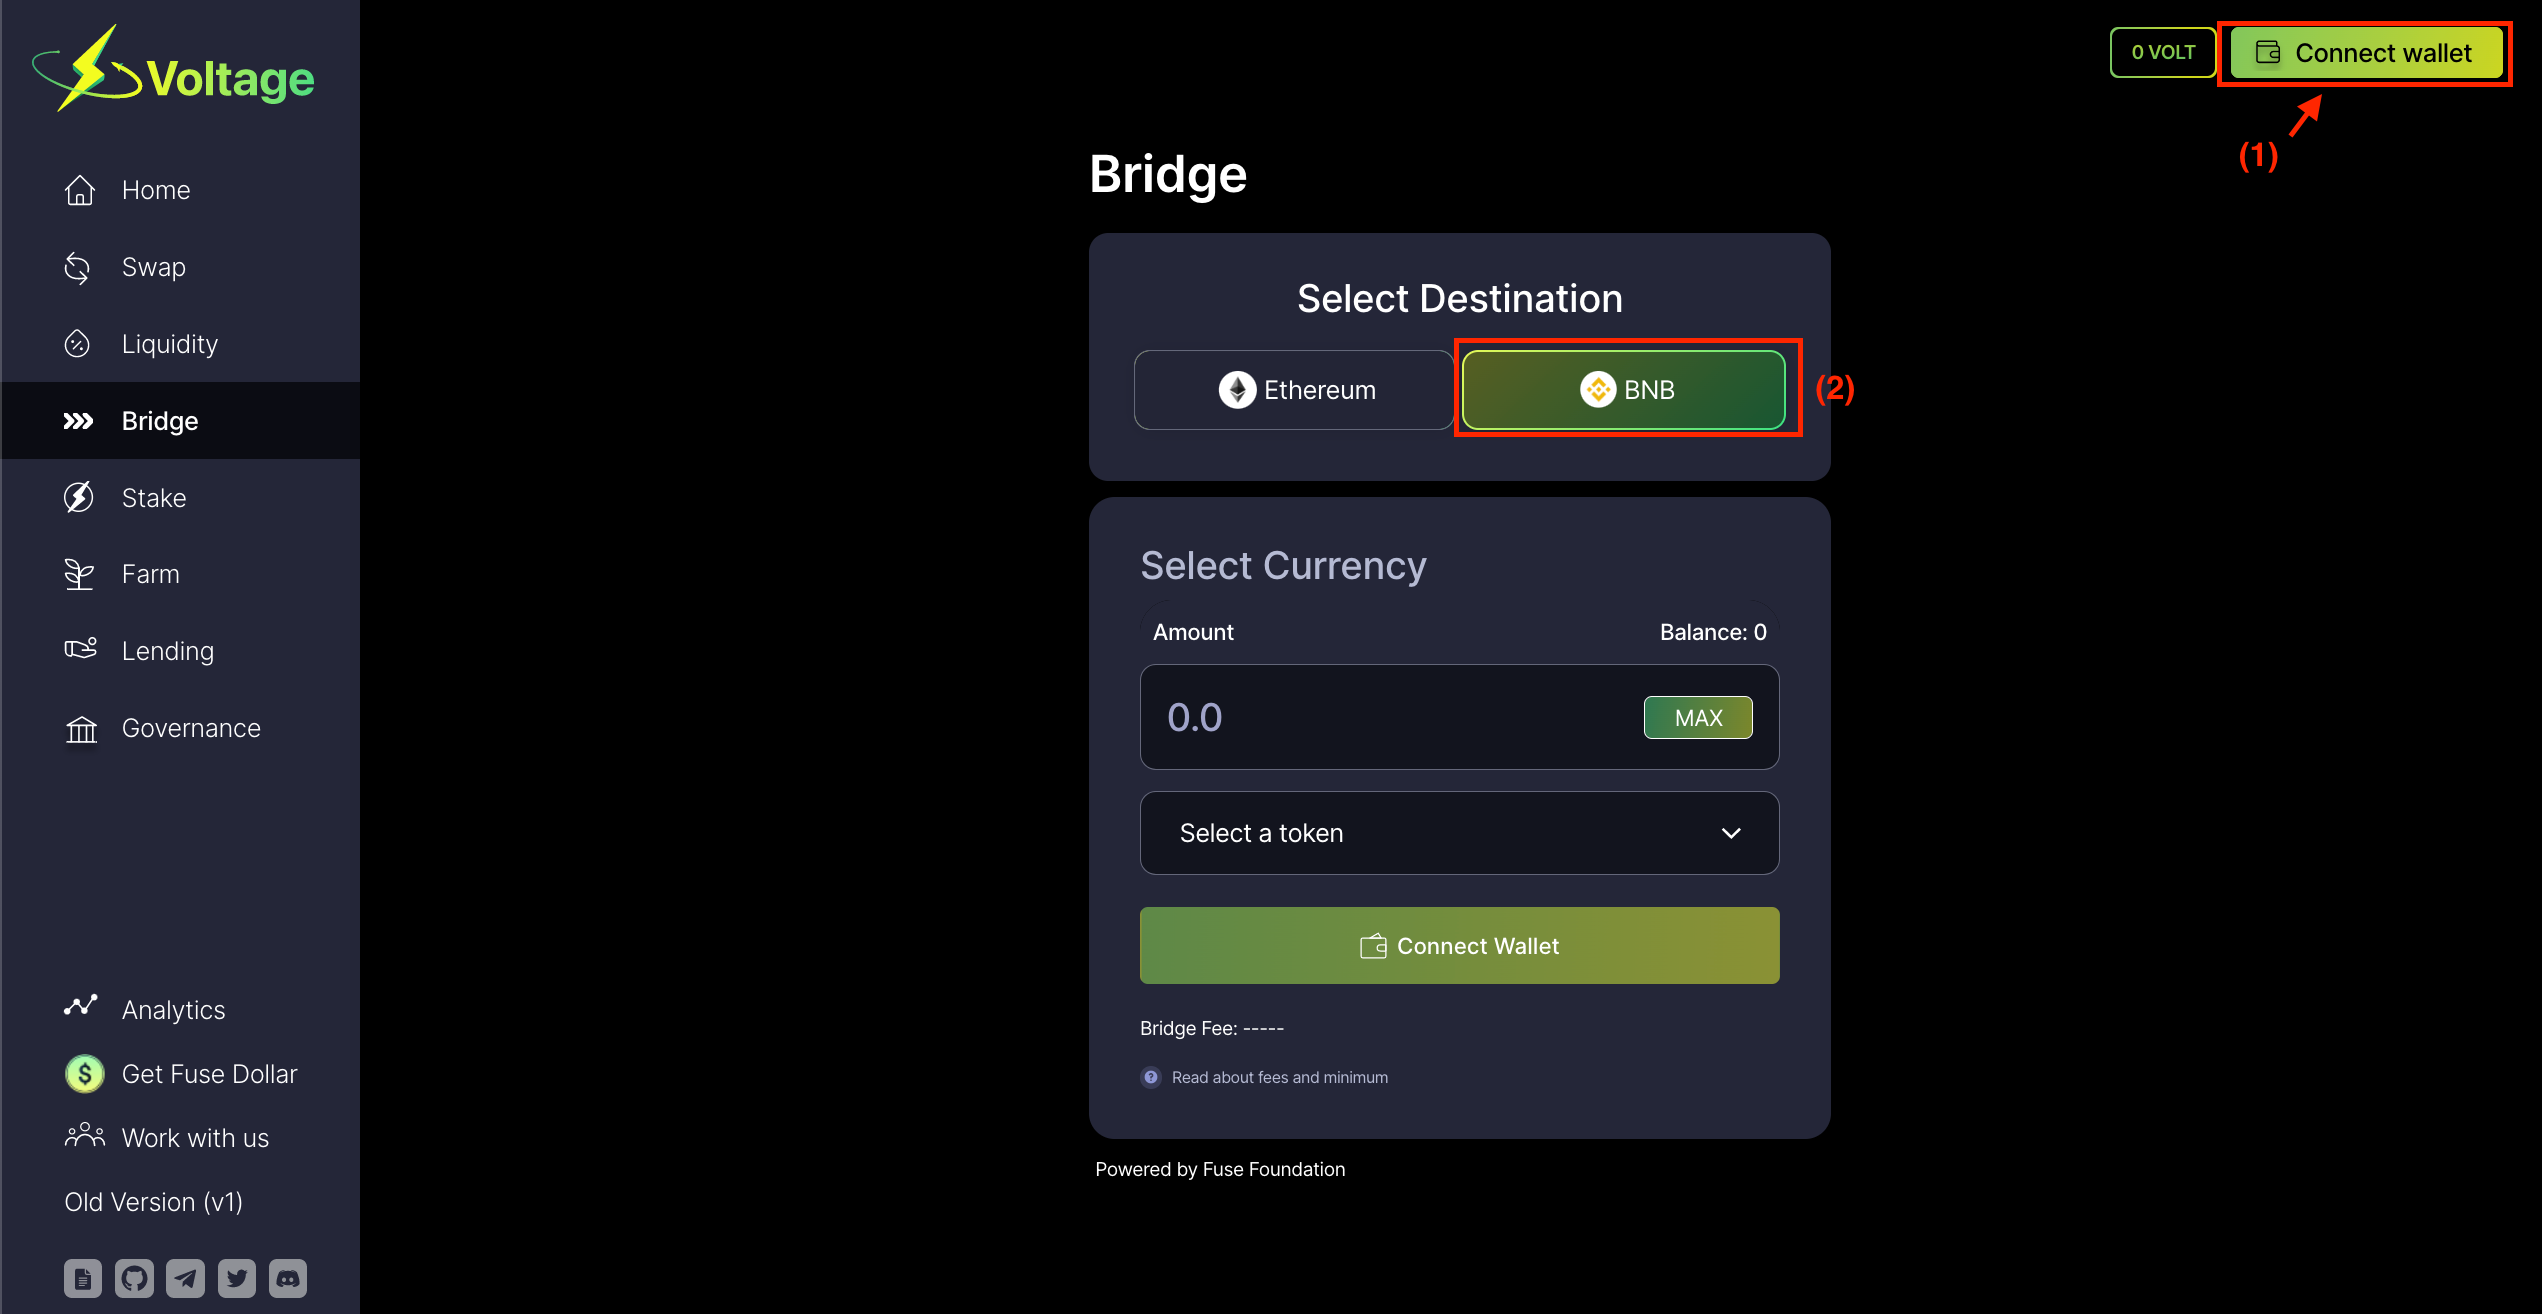 Voltage
Home
Swap
Liquidity
Bridge
Stake
Farm
Lending
Governance
Analytics
$
Get Fuse Dollar
Work with us
Old Version (v1)
0 VOLT
Connect wallet
(1)
Bridge
Select Destination
Ethereum
BNB
(2)
Select Currency
Amount
Balance: 0
0.0
MAX
Select a token
Connect Wallet
Bridge Fee: -----
? Read about fees and minimum
Powered by Fuse Foundation